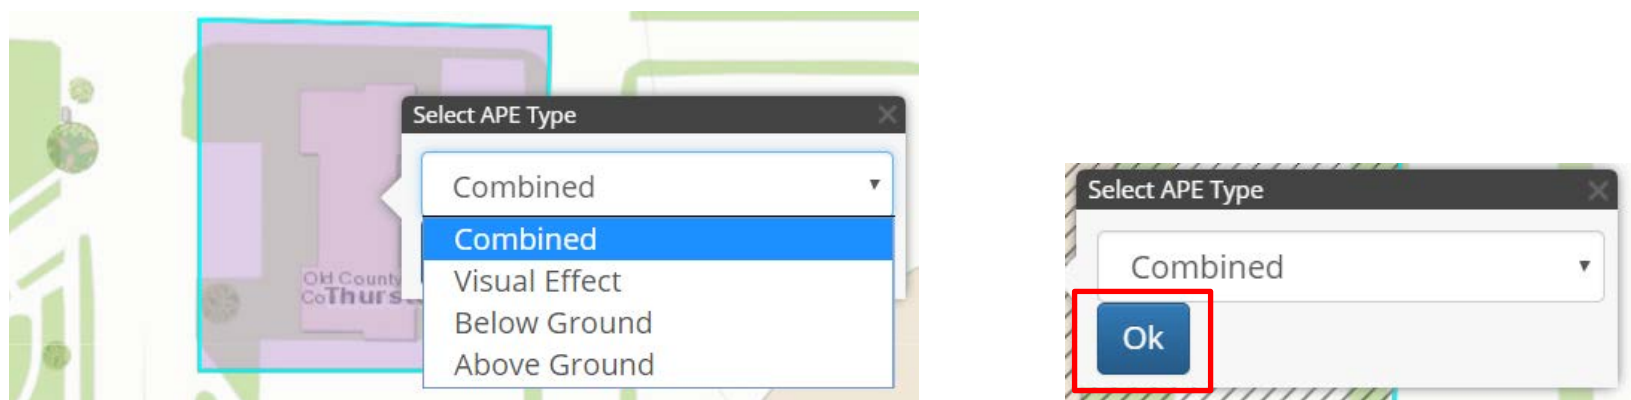 Select APE Type
Combined
Combined
Visual Effect
Below Ground
Above Ground
Old County
Co Thurs
Select APE Type
Combined
Ok